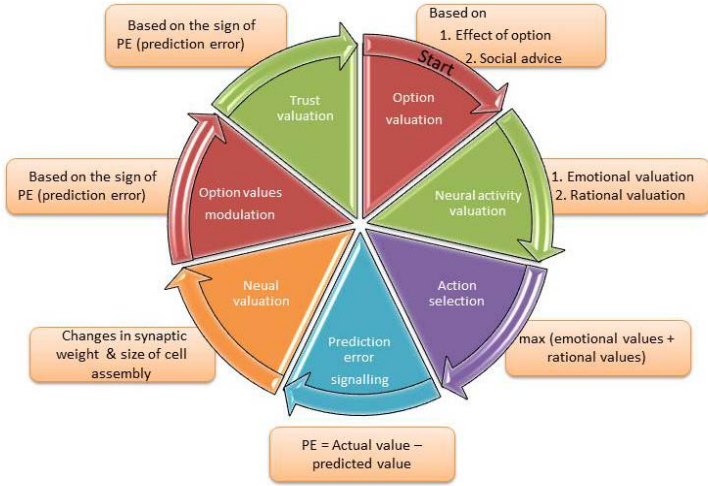 Based on
1. Effect of option
2. Social advice
Start
Option
valuation
Neural activity
valuation
1. Emotional valuation
2. Rational valuation
Action
selection
max (emotional values +
rational values)
Prediction
error
signalling
PE = Actual value –
predicted value
Neual
valuation
Changes in synaptic
weight & size of cell
assembly
Option values
modulation
Based on the sign of
PE (prediction error)
Trust
valuation
Based on the sign of
PE (prediction error)